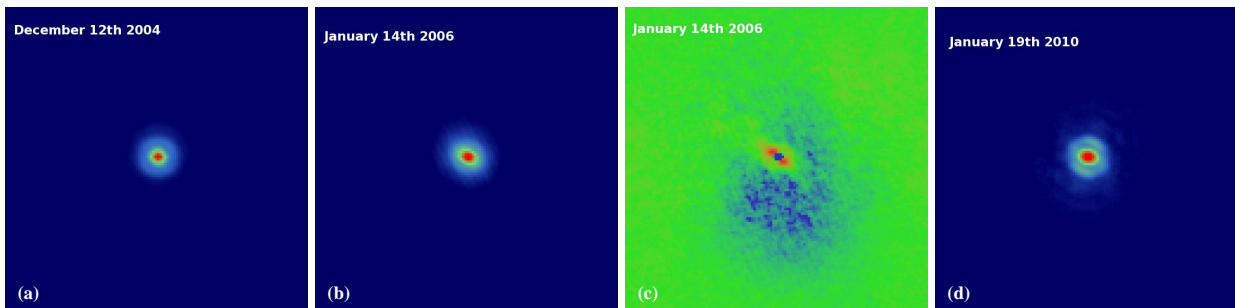 December 12th 2004
January 14th 2006
January 14th 2006
January 19th 2010
(a)
(b)
(c)
(d)